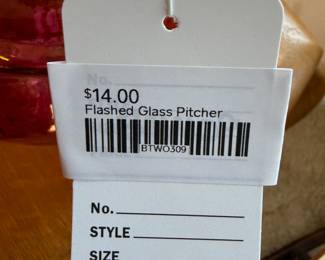 No.
$14.00
Flashed Glass Pitcher
BTWO309
No.
STYLE
SIZE